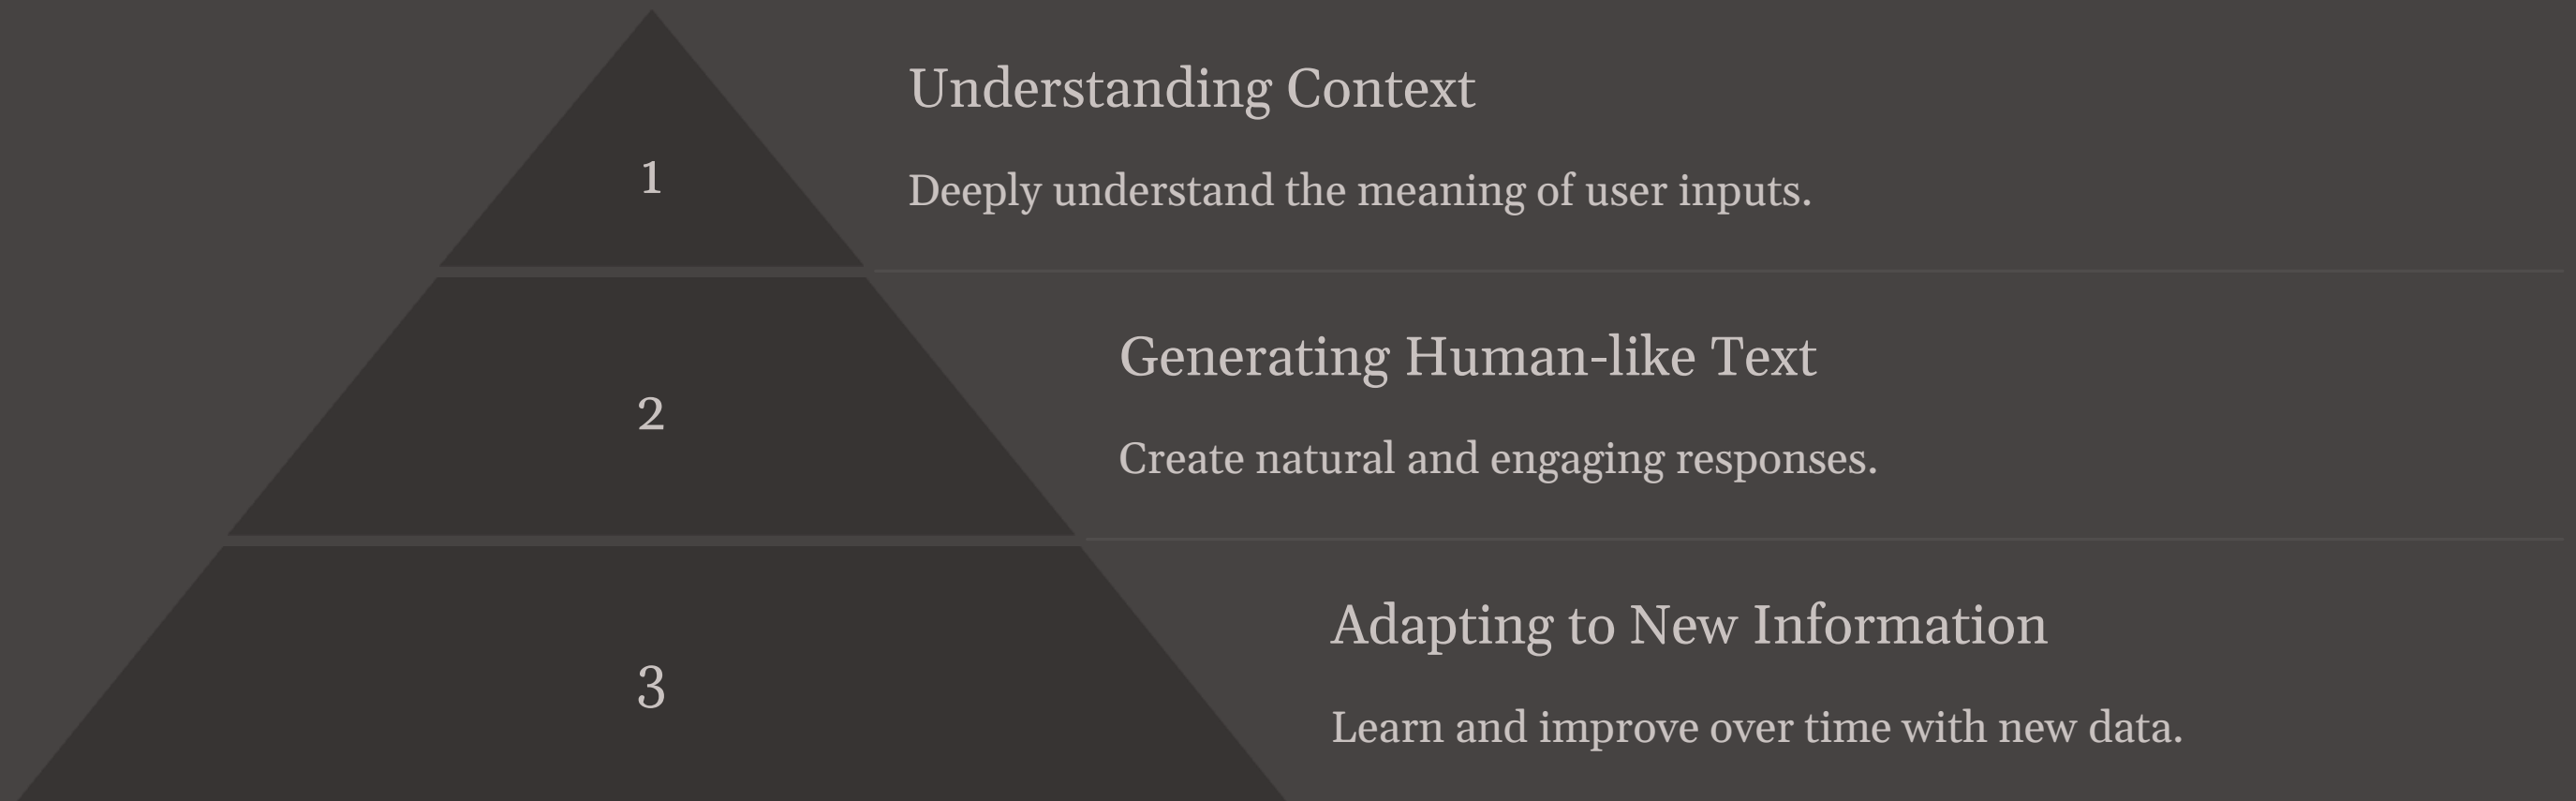 1
Understanding Context
Deeply understand the meaning of user inputs.
2
Generating Human-like Text
Create natural and engaging responses.
3
Adapting to New Information
Learn and improve over time with new data.